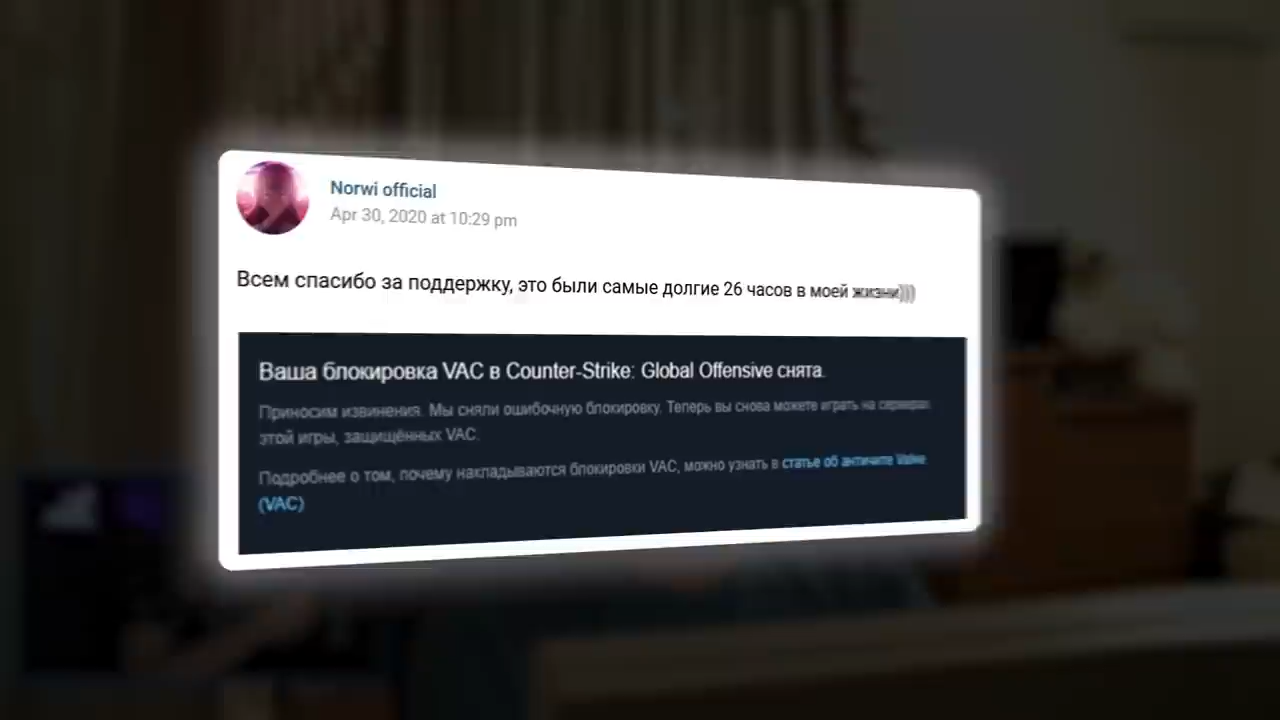 Norwi official
Apr 30, 2020 at 10:29 pm
Всем спасибо за поддержку, это были самые долгие 26 часов в моей жизни)))
Ваша блокировка VAC в Counter-Strike: Global Offensive снята.
Приносим извинения. Мы сняли ошибочную блокировку. Теперь вы снова можете играть на серверах
этой игры, защищённых VAC.
Подробнее о том, почему накладываются блокировки VAC, можно узнать в статье об античите Valve
(VAC)